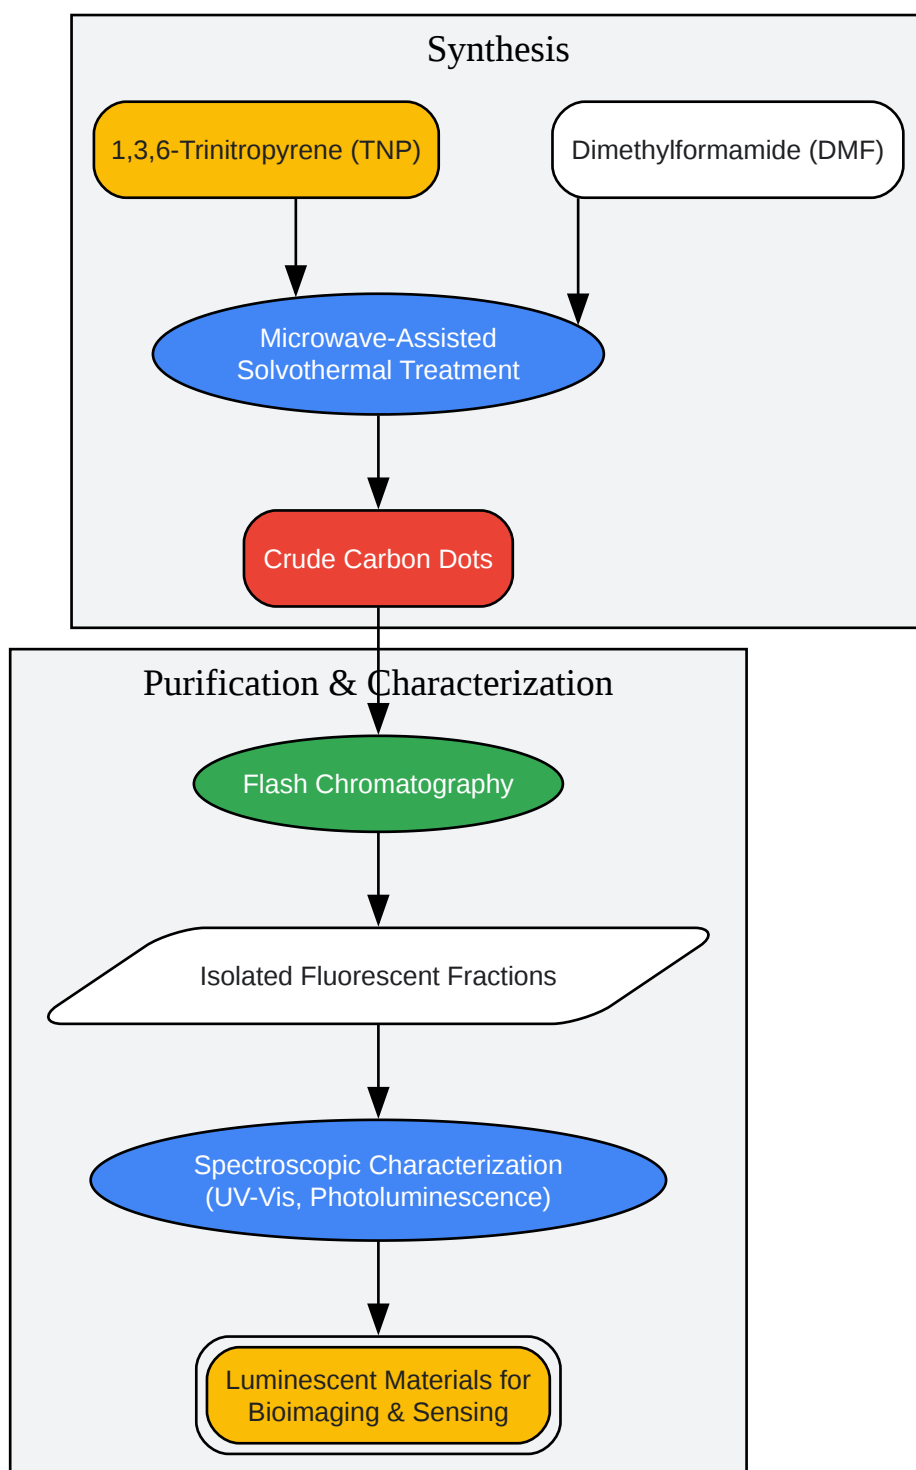 Synthesis
1,3,6-Trinitropyrene (TNP)
Dimethylformamide (DMF)
Microwave-Assisted
Solvothermal Treatment
Crude Carbon Dots
Purification & Characterization
Flash Chromatography
Isolated Fluorescent Fractions
Spectroscopic Characterization
(UV-Vis, Photoluminescence)
Luminescent Materials for
Bioimaging & Sensing